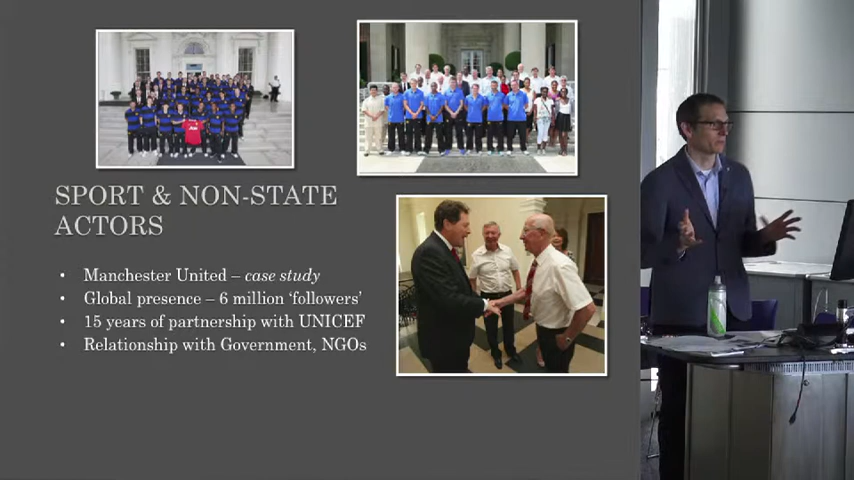 SPORT & NON-STATE
ACTORS
• Manchester United – case study
• Global presence – 6 million ‘followers’
• 15 years of partnership with UNICEF
• Relationship with Government, NGOs